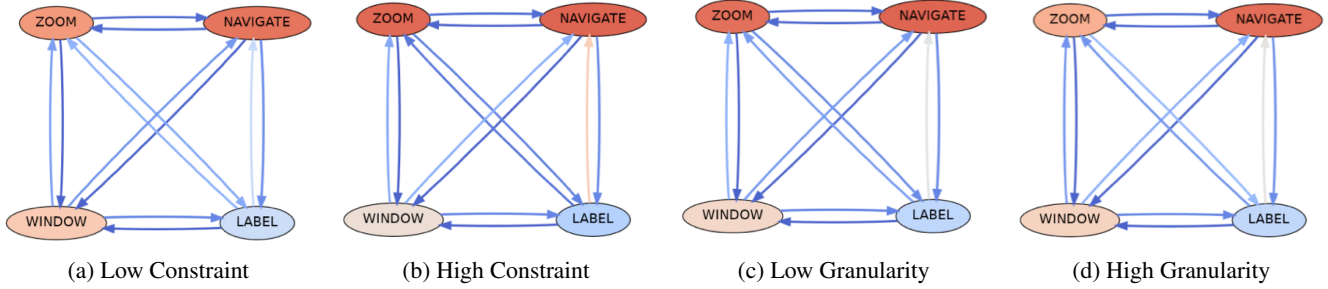 ZOOM NAVIGATE ZOOM NAVIGATE ZOOM NAVIGATE ZOOM NAVIGATE
WINDOW LABEL WINDOW LABEL WINDOW LABEL WINDOW LABEL
(a) Low Constraint (b) High Constraint (c) Low Granularity (d) High Granularity